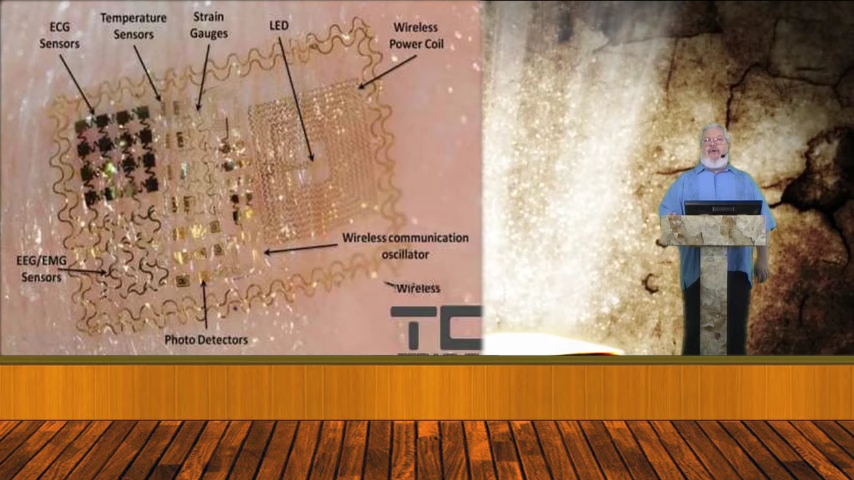 ECG
Sensors
Temperature
Sensors
Strain
Gauges
LED
Wireless
Power Coil
EEG/EMG
Sensors
Wireless communication
oscillator
Wireless
Photo Detectors
TC